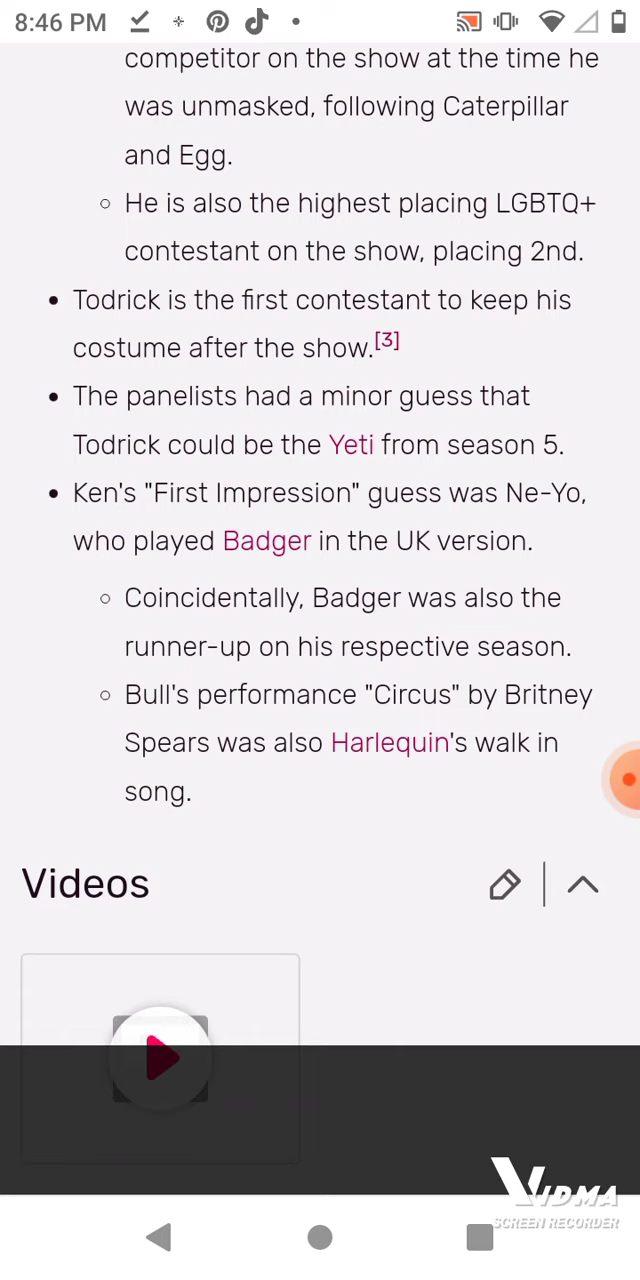 8:46 PM
competitor on the show at the time he
was unmasked, following Caterpillar
and Egg.
He is also the highest placing LGBTQ+
contestant on the show, placing 2nd.
Todrick is the first contestant to keep his
costume after the show.[3]
The panelists had a minor guess that
Todrick could be the Yeti from season 5.
Ken's "First Impression" guess was Ne-Yo,
who played Badger in the UK version.
Coincidentally, Badger was also the
runner-up on his respective season.
Bull's performance "Circus" by Britney
Spears was also Harlequin's walk in
song.
Videos
VIDMA
SCREEN RECORDER